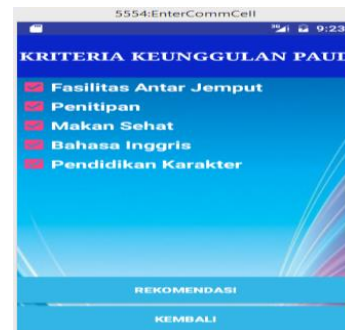 5554:EnterCommCell
9:23
KRITERIA KEUNGGULAN PAUD
Fasilitas Antar Jemput
Penitipan
Makan Sehat
Bahasa Inggris
Pendidikan Karakter
REKOMENDASI
KEMBALI